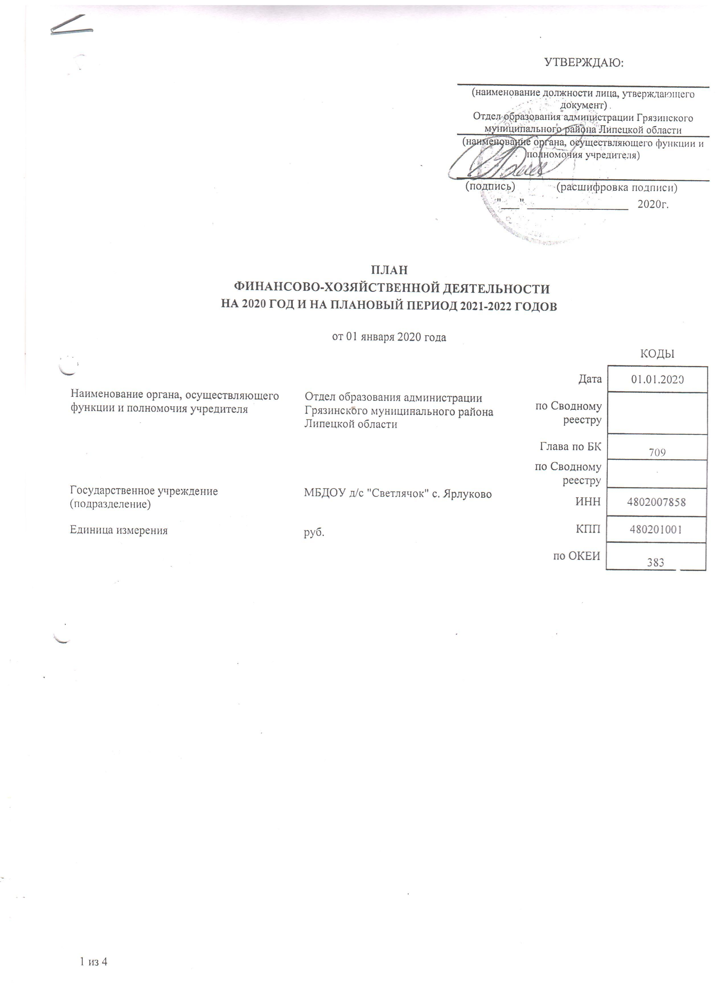 УТВЕРЖДАЮ:
(наименование должности лица, утверждающего
документ)
Отдел образования администрации Грязинского
муниципального района Липецкой области
(наименование органа, осуществляющего функции и
полномочия учредителя)
(подпись) (расшифровка подписи)
"___" _________________ 2020г.
ПЛАН
ФИНАНСОВО-ХОЗЯЙСТВЕННОЙ ДЕЯТЕЛЬНОСТИ
НА 2020 ГОД И НА ПЛАНОВЫЙ ПЕРИОД 2021-2022 ГОДОВ
от 01 января 2020 года
КОДЫ
Дата 01.01.2020
Наименование органа, осуществляющего
функции и полномочия учредителя
Отдел образования администрации
Грязинского муниципального района
Липецкой области
по Сводному
реестру
Глава по БК 709
по Сводному
реестру
Государственное учреждение
(подразделение)
МБДОУ д/с "Светлячок" с. Ярлуково
ИНН 4802007858
Единица измерения руб.
КПП 480201001
по ОКЕИ 383
1 из 4